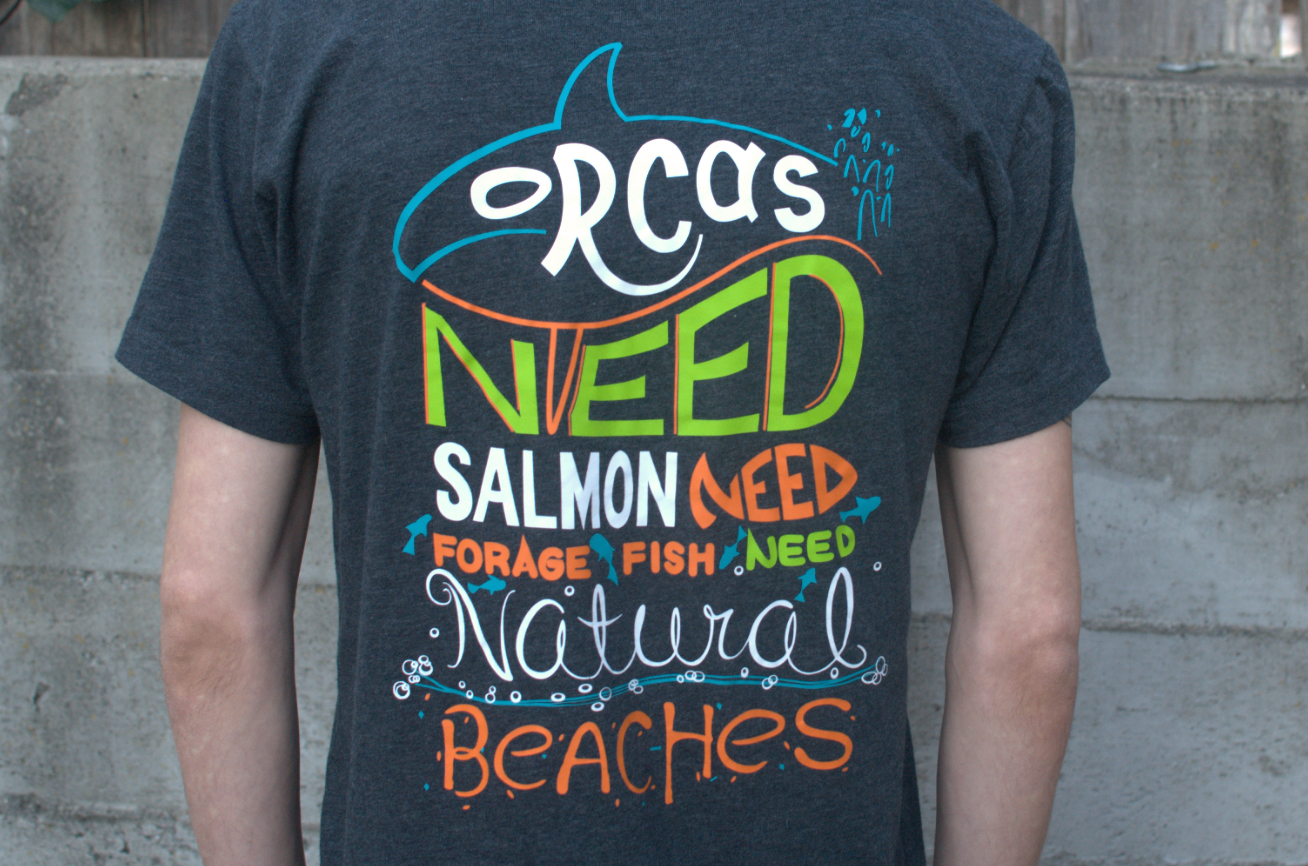 ORCas
NEED
SALMON NEED
FORAGE FISH NEED
Natural
BeACHeS